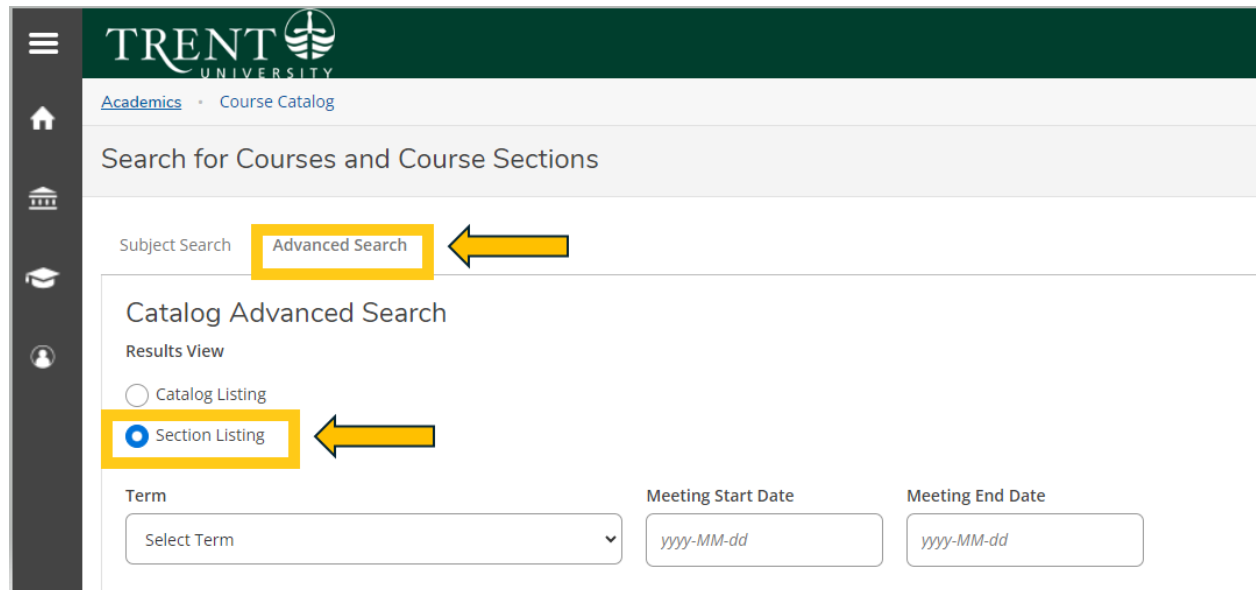 TRENT
UNIVERSITY
Academics • Course Catalog
Search for Courses and Course Sections
Subject Search Advanced Search
Catalog Advanced Search
Results View
Catalog Listing
Section Listing
Term Meeting Start Date Meeting End Date
Select Term yyyy-MM-dd yyyy-MM-dd